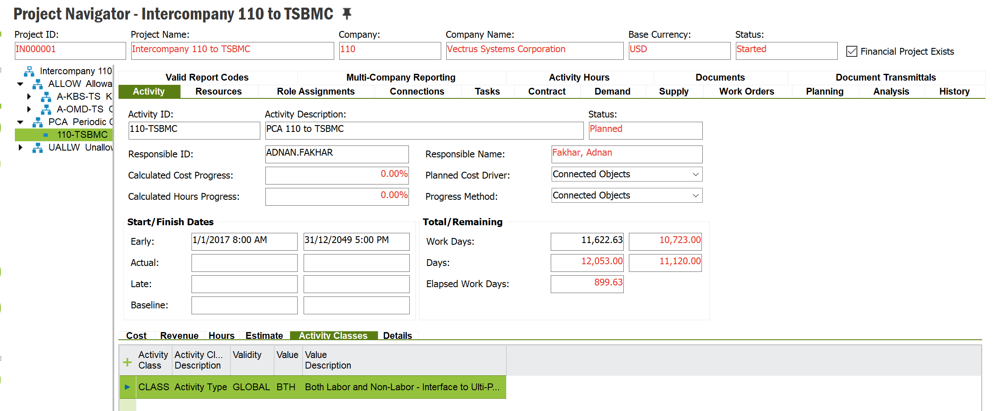 Project Navigator - Intercompany 110 to TSBMC
Project ID: Project Name: Company: Company Name: Base Currency: Status:
IN000001 Intercompany 110 to TSBMC 110 Vectrus Systems Corporation USD Started Financial Project Exists
Intercompany 110
ALLOW Allowa
A-KBS-TS K
A-OMD-TS
PCA Periodic
110-TSBMC
UALLW Unallow
Valid Report Codes Multi-Company Reporting Activity Hours Documents Document Transmittals
Activity Resources Role Assignments Connections Tasks Contract Demand Supply Work Orders Planning Analysis History
Activity ID: Activity Description: Status:
110-TSBMC PCA 110 to TSBMC Planned
Responsible ID: ADNAN.FAKHAR Responsible Name: Fakhar, Adnan
Calculated Cost Progress: 0.00% Planned Cost Driver: Connected Objects
Calculated Hours Progress: 0.00% Progress Method: Connected Objects
Start/Finish Dates Total/Remaining
Early: 1/1/2017 8:00 AM 31/12/2049 5:00 PM Work Days: 11,622.63 10,723.00
Actual: Days: 12,053.00 11,120.00
Late: Elapsed Work Days: 899.63
Baseline:
Cost Revenue Hours Estimate Activity Classes Details
Activity Class Activity Cl... Description Validity Value Value Description
CLASS Activity Type GLOBAL BTH Both Labor and Non-Labor - Interface to Ulti-P...